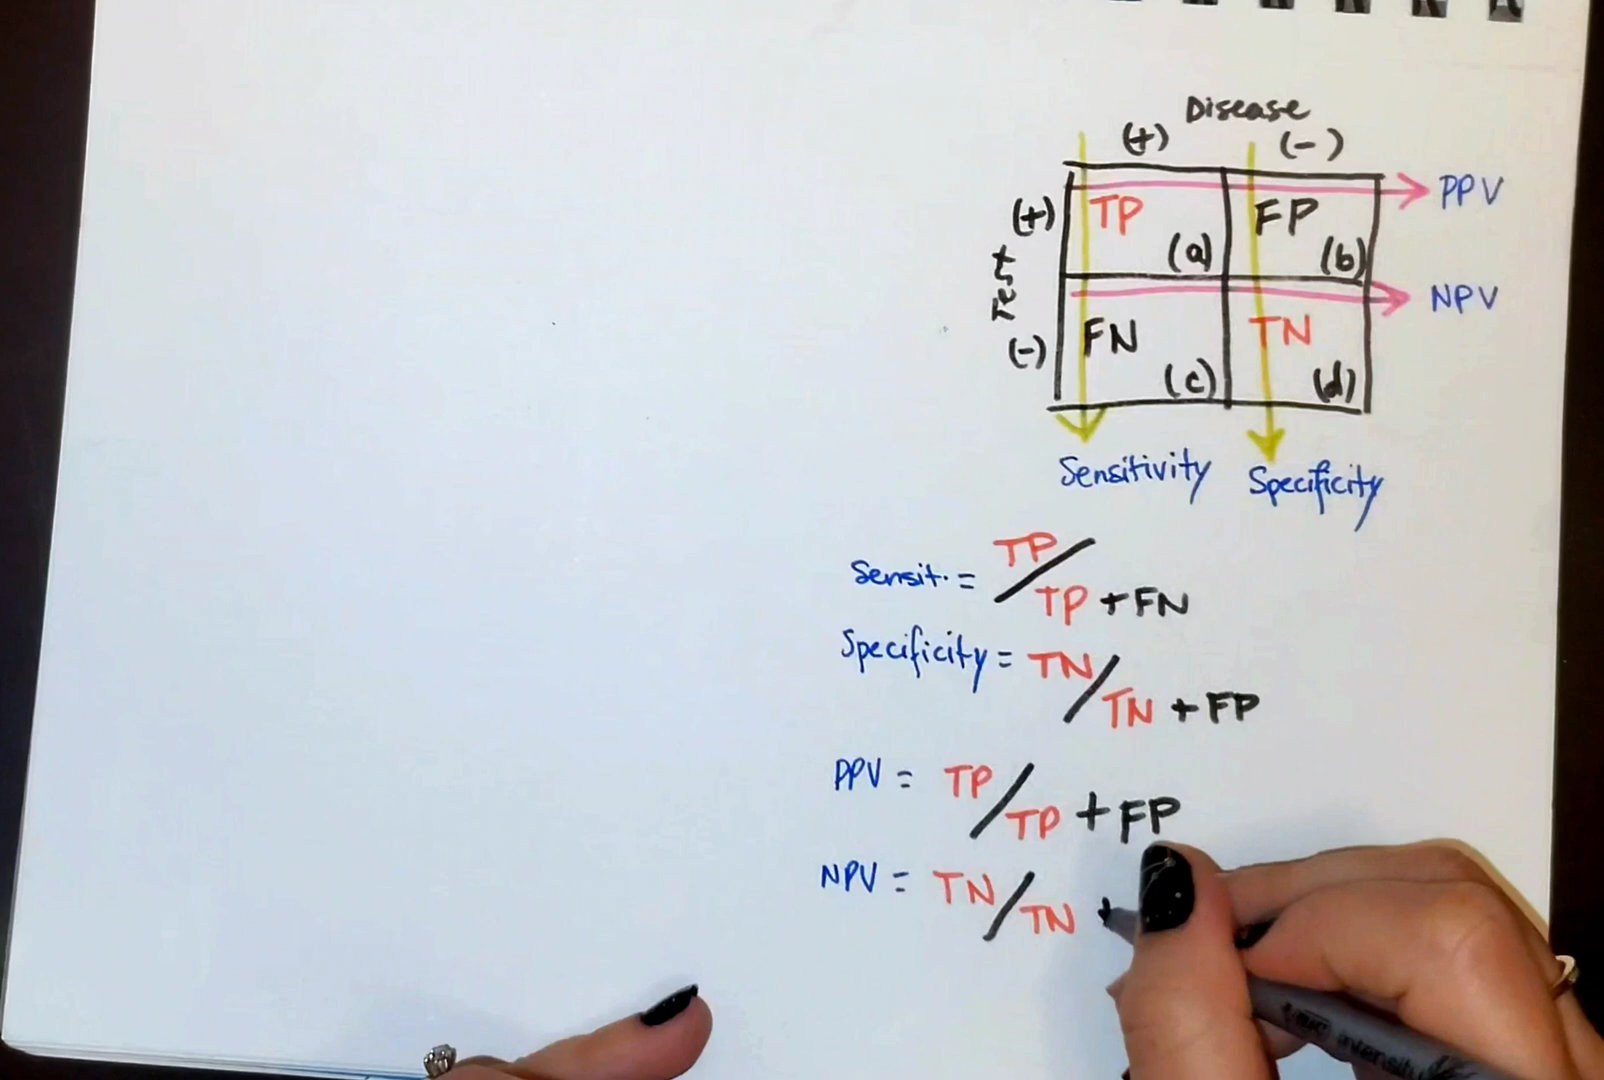 Disease
(+) (-)
(+) TP (a) FP (b) PPV
Test
NPV
(-) FN (c) TN (d)
Sensitivity Specificity
Sensit. = TP / TP + FN
Specificity = TN / TN + FP
PPV = TP / TP + FP
NPV = TN / TN +
intensity